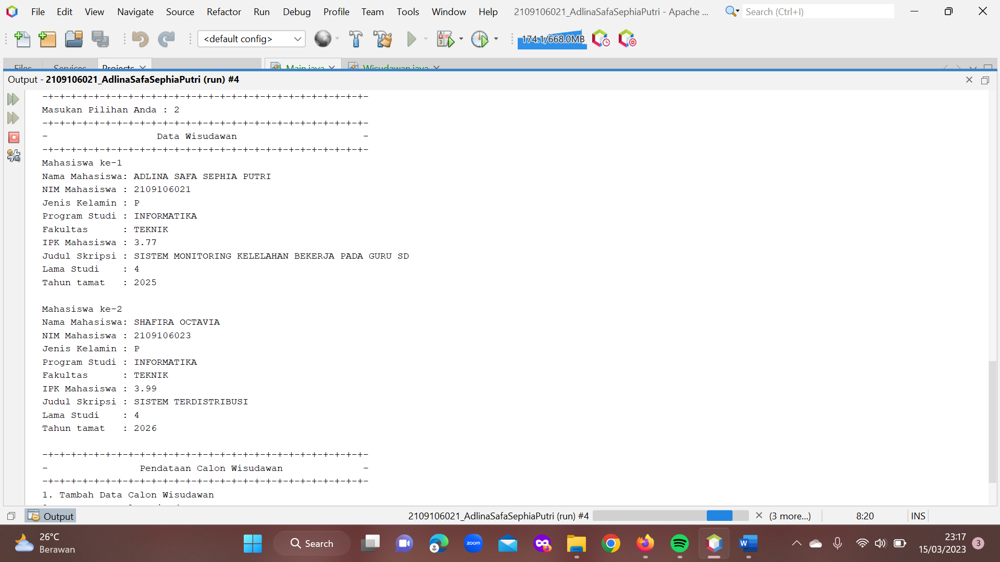 File Edit View Navigate Source Refactor Run Debug Profile Team Tools Window Help 2109106021_AdlinaSafaSephiaPutri - Apache ... Search (Ctrl+I)
<default config> 174.1/668.0MB
Files Services Projects Main.java Wisudawan.java
Output - 2109106021_AdlinaSafaSephiaPutri (run) #4
-+-+-+-+-+-+-+-+-+-+-+-+-+-+-+-+-+-+-+-+-+-+-+-+-+-+-+-+-
Masukan Pilihan Anda : 2
-+-+-+-+-+-+-+-+-+-+-+-+-+-+-+-+-+-+-+-+-+-+-+-+-+-+-+-+-
- Data Wisudawan -
-+-+-+-+-+-+-+-+-+-+-+-+-+-+-+-+-+-+-+-+-+-+-+-+-+-+-+-+-
Mahasiswa ke-1
Nama Mahasiswa: ADLINA SAFA SEPHIA PUTRI
NIM Mahasiswa : 2109106021
Jenis Kelamin : P
Program Studi : INFORMATIKA
Fakultas : TEKNIK
IPK Mahasiswa : 3.77
Judul Skripsi : SISTEM MONITORING KELELAHAN BEKERJA PADA GURU SD
Lama Studi : 4
Tahun tamat : 2025
Mahasiswa ke-2
Nama Mahasiswa: SHAFIRA OCTAVIA
NIM Mahasiswa : 2109106023
Jenis Kelamin : P
Program Studi : INFORMATIKA
Fakultas : TEKNIK
IPK Mahasiswa : 3.99
Judul Skripsi : SISTEM TERDISTRIBUSI
Lama Studi : 4
Tahun tamat : 2026
-+-+-+-+-+-+-+-+-+-+-+-+-+-+-+-+-+-+-+-+-+-+-+-+-+-+-+-+-
- Pendataan Calon Wisudawan -
-+-+-+-+-+-+-+-+-+-+-+-+-+-+-+-+-+-+-+-+-+-+-+-+-+-+-+-+-
1. Tambah Data Calon Wisudawan
Output 2109106021_AdlinaSafaSephiaPutri (run) #4 (3 more...) 8:20 INS
26°C
Berawan
Search
zoom
W
23:17
15/03/2023
3